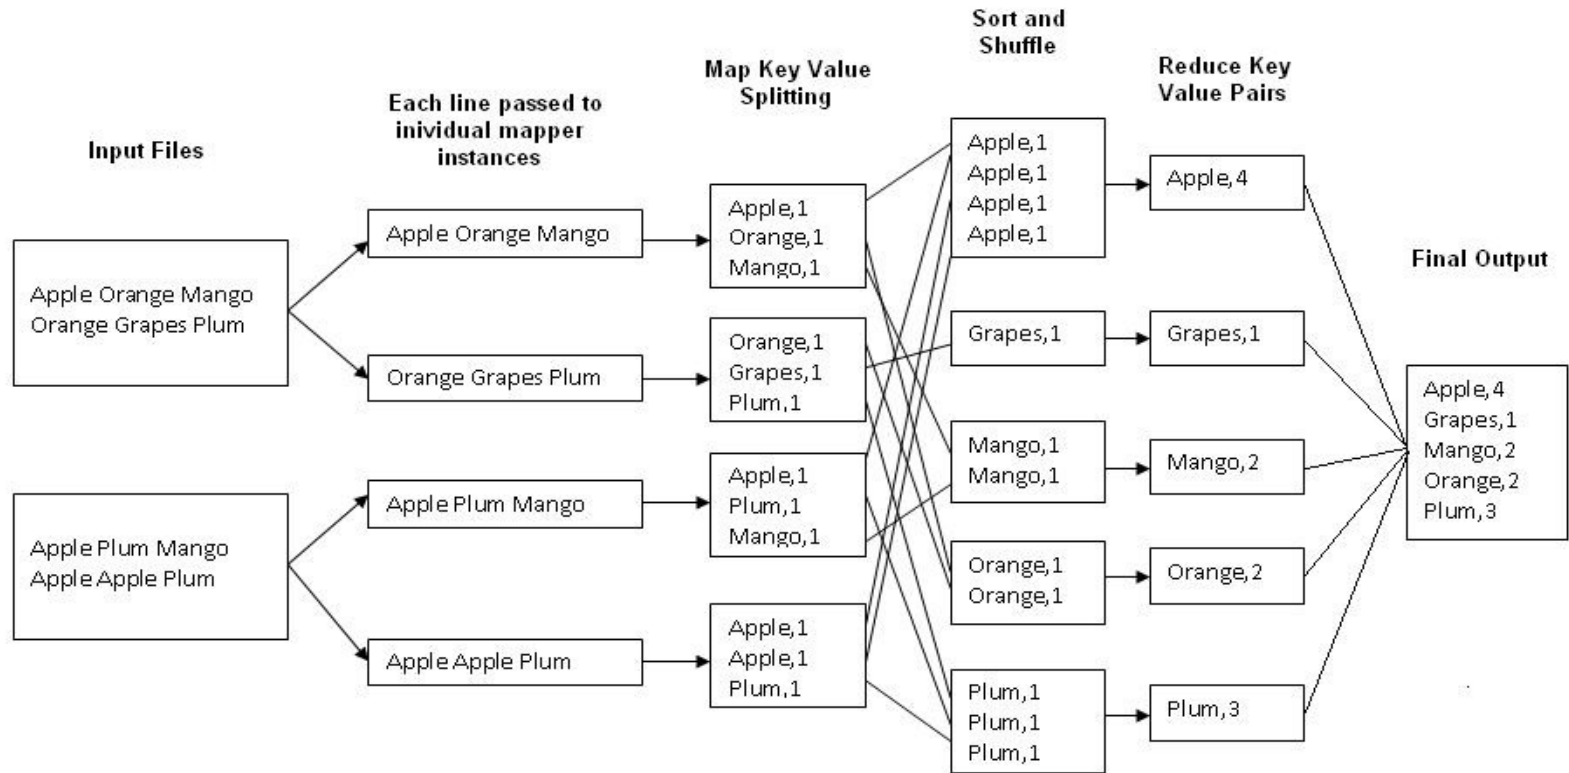 Input Files
Each line passed to
inividual mapper
instances
Map Key Value
Splitting
Sort and
Shuffle
Reduce Key
Value Pairs
Final Output
Apple Orange Mango
Orange Grapes Plum
Apple Plum Mango
Apple Apple Plum
Apple Orange Mango
Orange Grapes Plum
Apple Plum Mango
Apple Apple Plum
Apple,1
Orange,1
Mango,1
Orange,1
Grapes,1
Plum,1
Apple,1
Plum,1
Mango,1
Apple,1
Apple,1
Plum,1
Apple,1
Apple,1
Apple,1
Apple,1
Grapes,1
Mango,1
Mango,1
Orange,1
Orange,1
Plum,1
Plum,1
Plum,1
Apple,4
Grapes,1
Mango,2
Orange,2
Plum,3
Apple,4
Grapes,1
Mango,2
Orange,2
Plum,3